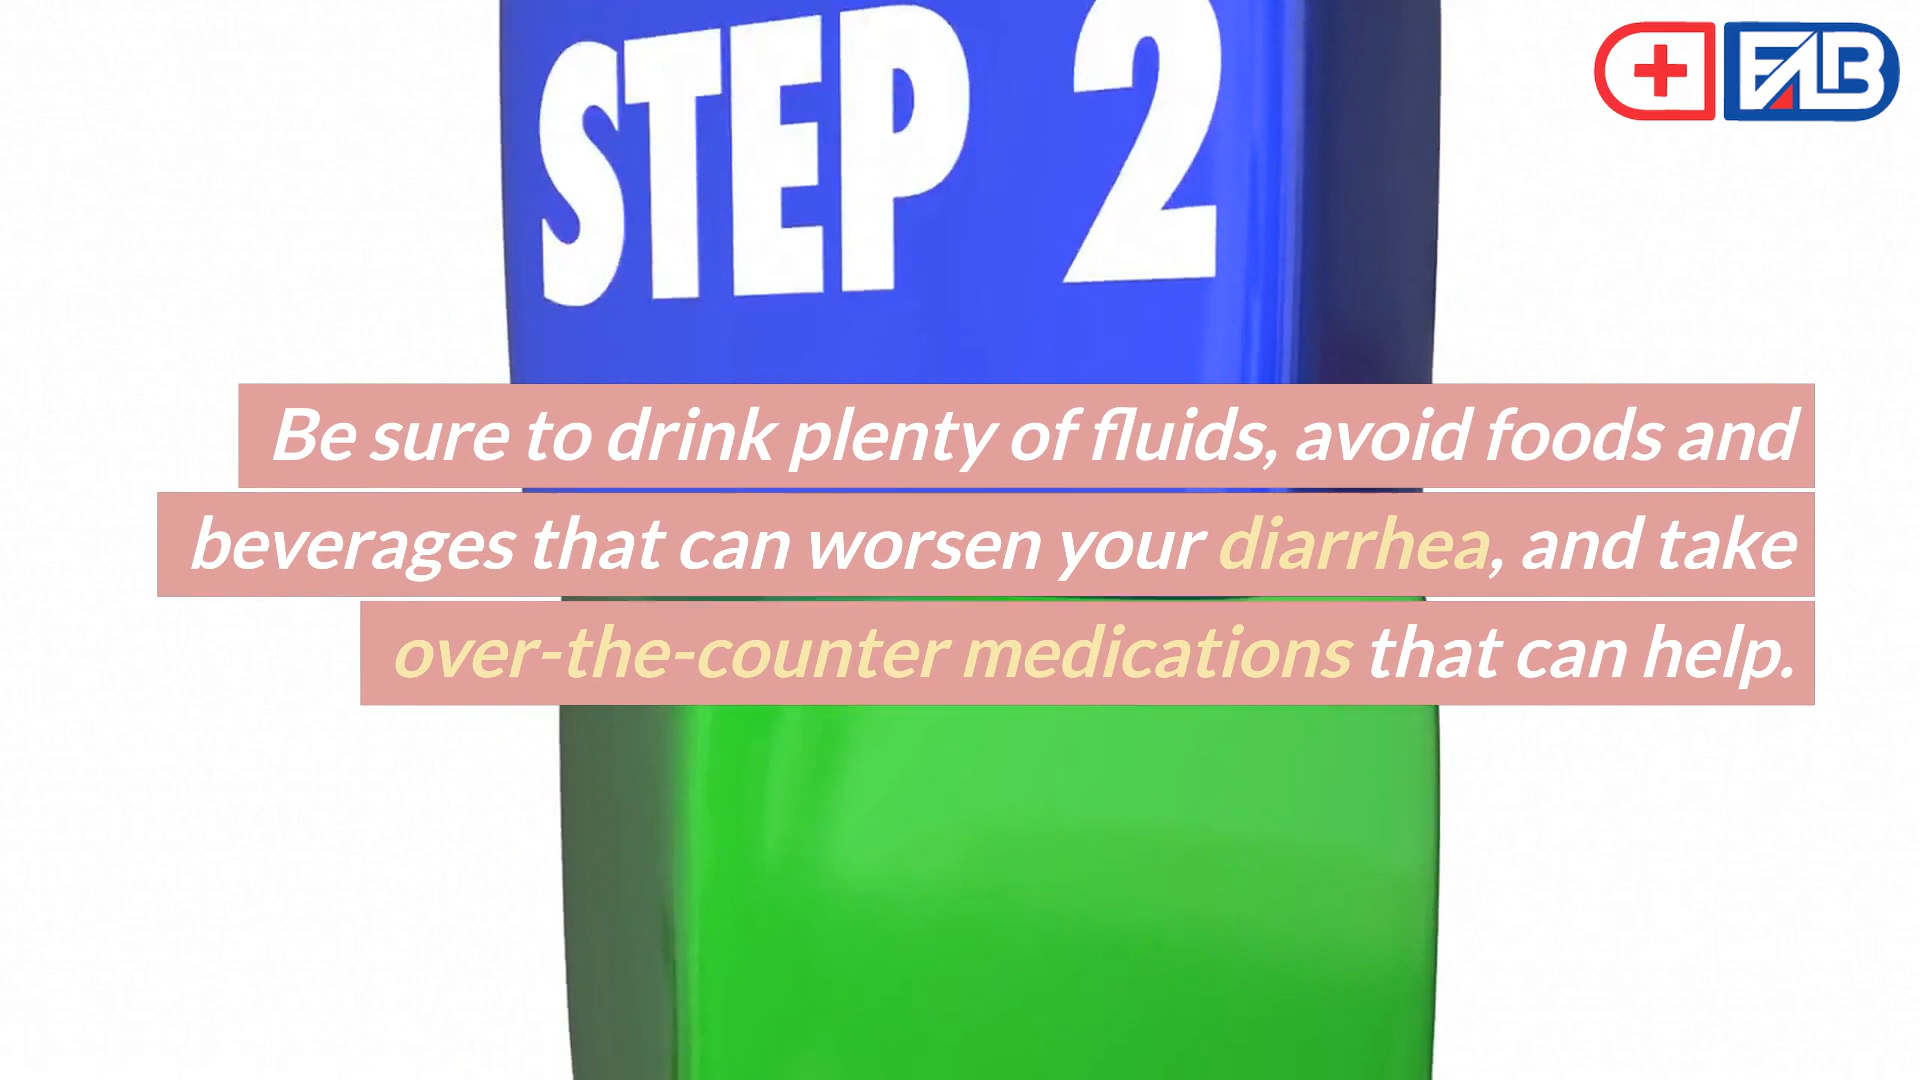 STEP 2
FAB
Be sure to drink plenty of fluids, avoid foods and
beverages that can worsen your diarrhea, and take
over-the-counter medications that can help.